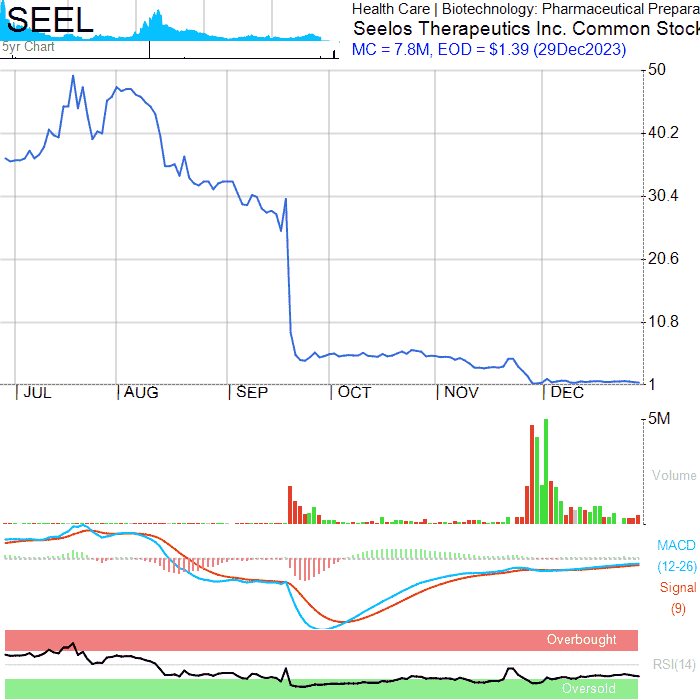 SEEL
5yr Chart
Health Care | Biotechnology: Pharmaceutical Prepara
Seelos Therapeutics Inc. Common Stock
MC = 7.8M, EOD = $1.39 (29Dec2023)
50
40.2
30.4
20.6
10.8
1
JUL AUG SEP OCT NOV DEC
5M
Volume
MACD
(12-26)
Signal
(9)
Overbought
RSI(14)
Oversold